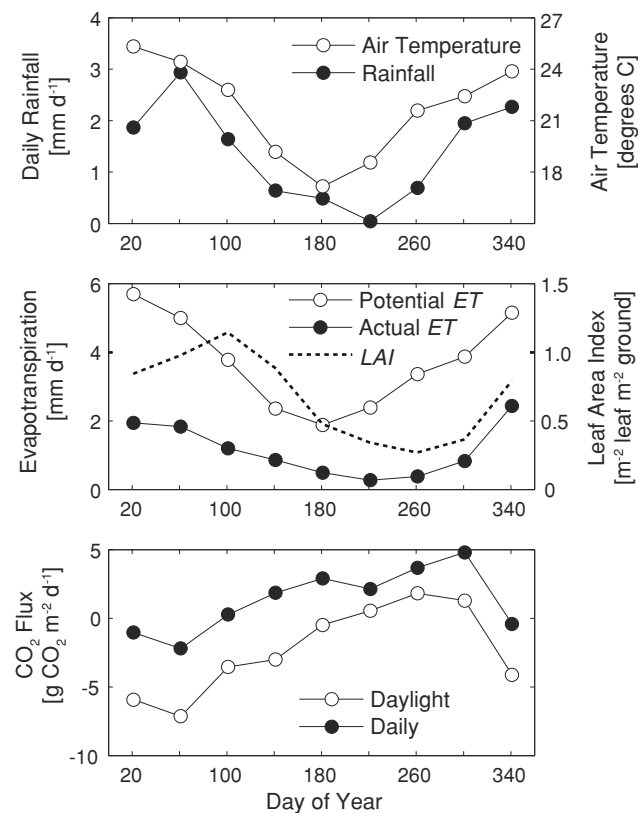 Daily Rainfall
[mm d⁻¹]
4
3
2
1
0
Air Temperature
Rainfall
27
24
21
18
Air Temperature
[degrees C]
20 100 180 260 340
Evapotranspiration
[mm d⁻¹]
6
4
2
0
Potential ET
Actual ET
LAI
1.5
1.0
0.5
0
Leaf Area Index
[m⁻² leaf m⁻² ground]
20 100 180 260 340
CO₂ Flux
[g CO₂ m⁻² d⁻¹]
5
0
-5
-10
Daylight
Daily
20 100 180 260 340
Day of Year